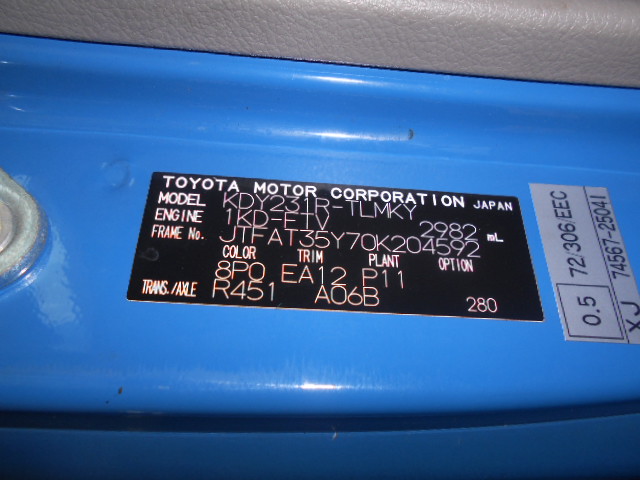 TOYOTA MOTOR CORPORATION JAPAN
MODEL KDY231R-TLMKY
ENGINE 1KD-FTV 2982 mL
FRAME No. JTFAT35Y70K204592
COLOR TRIM PLANT OPTION
8P0 EA12 P11
TRANS./AXLE R451 A06B 280
0.5 72/306/EEC
XJ 74567-25041